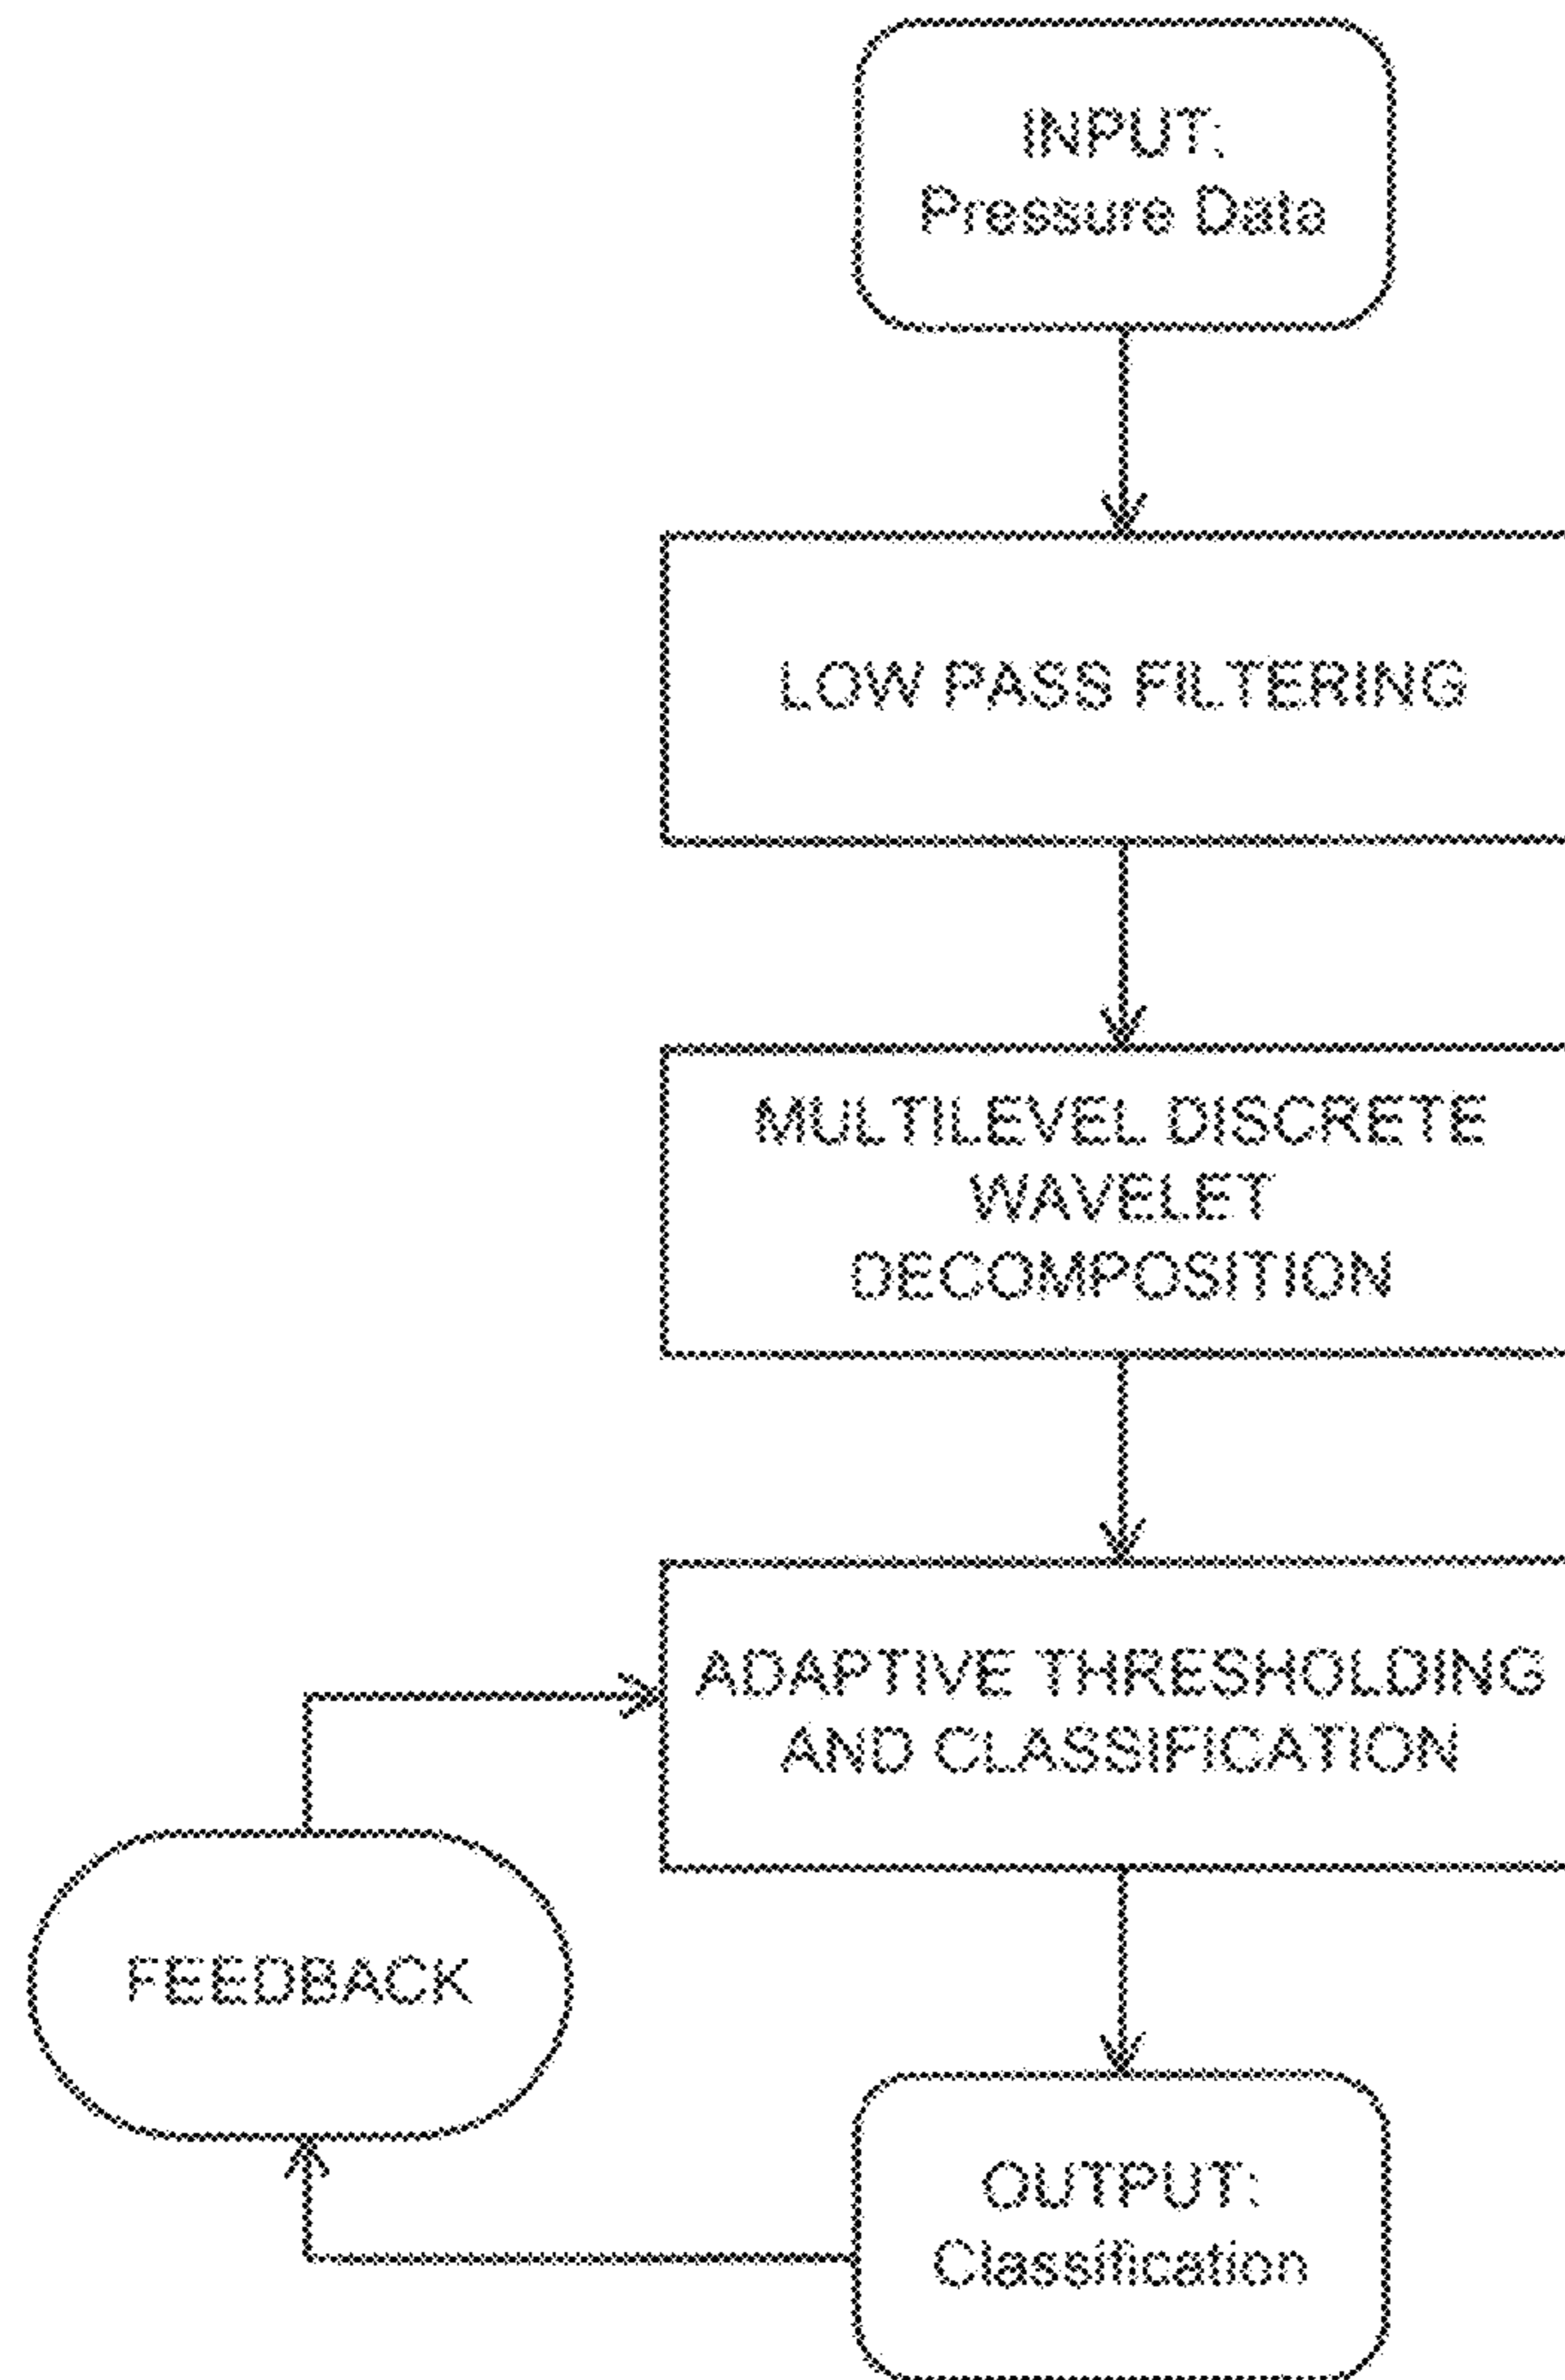 INPUT:
Pressure Data
LOW PASS FILTERING
MULTILEVEL DISCRETE
WAVELET
DECOMPOSITION
ADAPTIVE THRESHOLDING
AND CLASSIFICATION
FEEDBACK
OUTPUT:
Classification